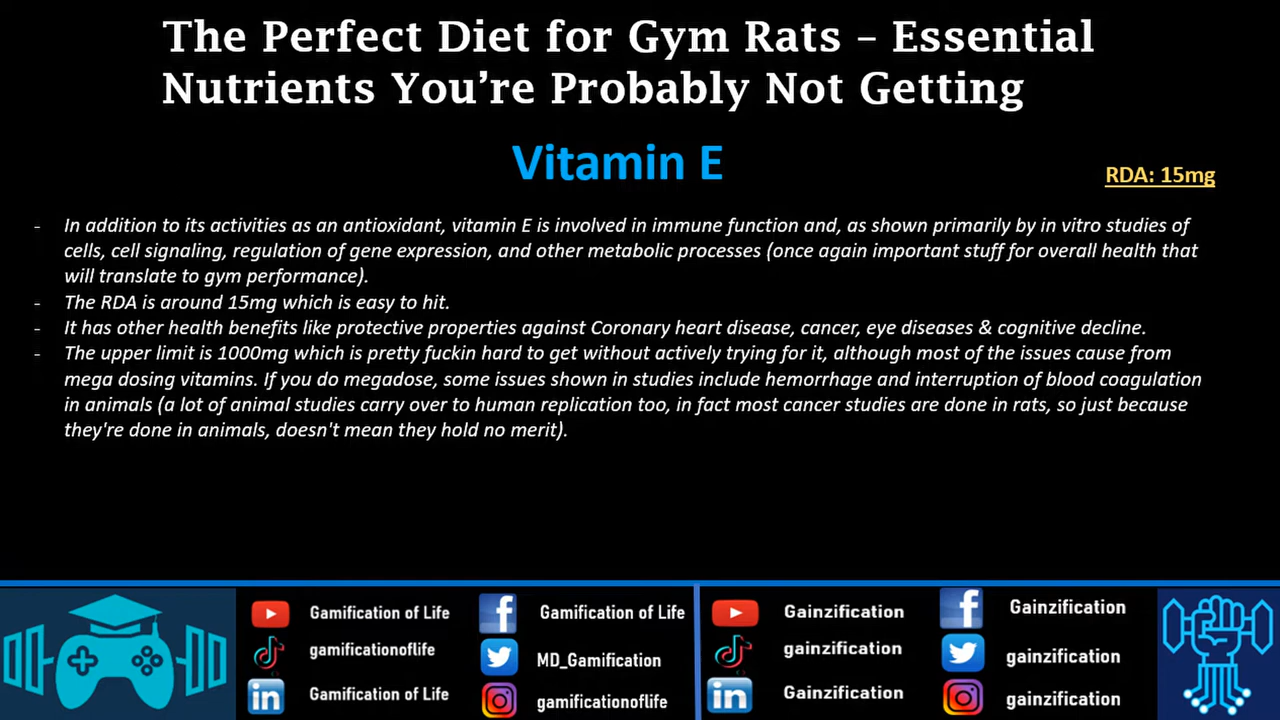 The Perfect Diet for Gym Rats – Essential
Nutrients You're Probably Not Getting
Vitamin E
RDA: 15mg
- In addition to its activities as an antioxidant, vitamin E is involved in immune function and, as shown primarily by in vitro studies of
cells, cell signaling, regulation of gene expression, and other metabolic processes (once again important stuff for overall health that
will translate to gym performance).
- The RDA is around 15mg which is easy to hit.
- It has other health benefits like protective properties against Coronary heart disease, cancer, eye diseases & cognitive decline.
- The upper limit is 1000mg which is pretty fuckin hard to get without actively trying for it, although most of the issues cause from
mega dosing vitamins. If you do megadose, some issues shown in studies include hemorrhage and interruption of blood coagulation
in animals (a lot of animal studies carry over to human replication too, in fact most cancer studies are done in rats, so just because
they're done in animals, doesn't mean they hold no merit).
Gamification of Life
gamificationoflife
in Gamification of Life
f Gamification of Life
MD_Gamification
gamificationoflife
Gainzification
gainzification
in Gainzification
f Gainzification
gainzification
gainzification